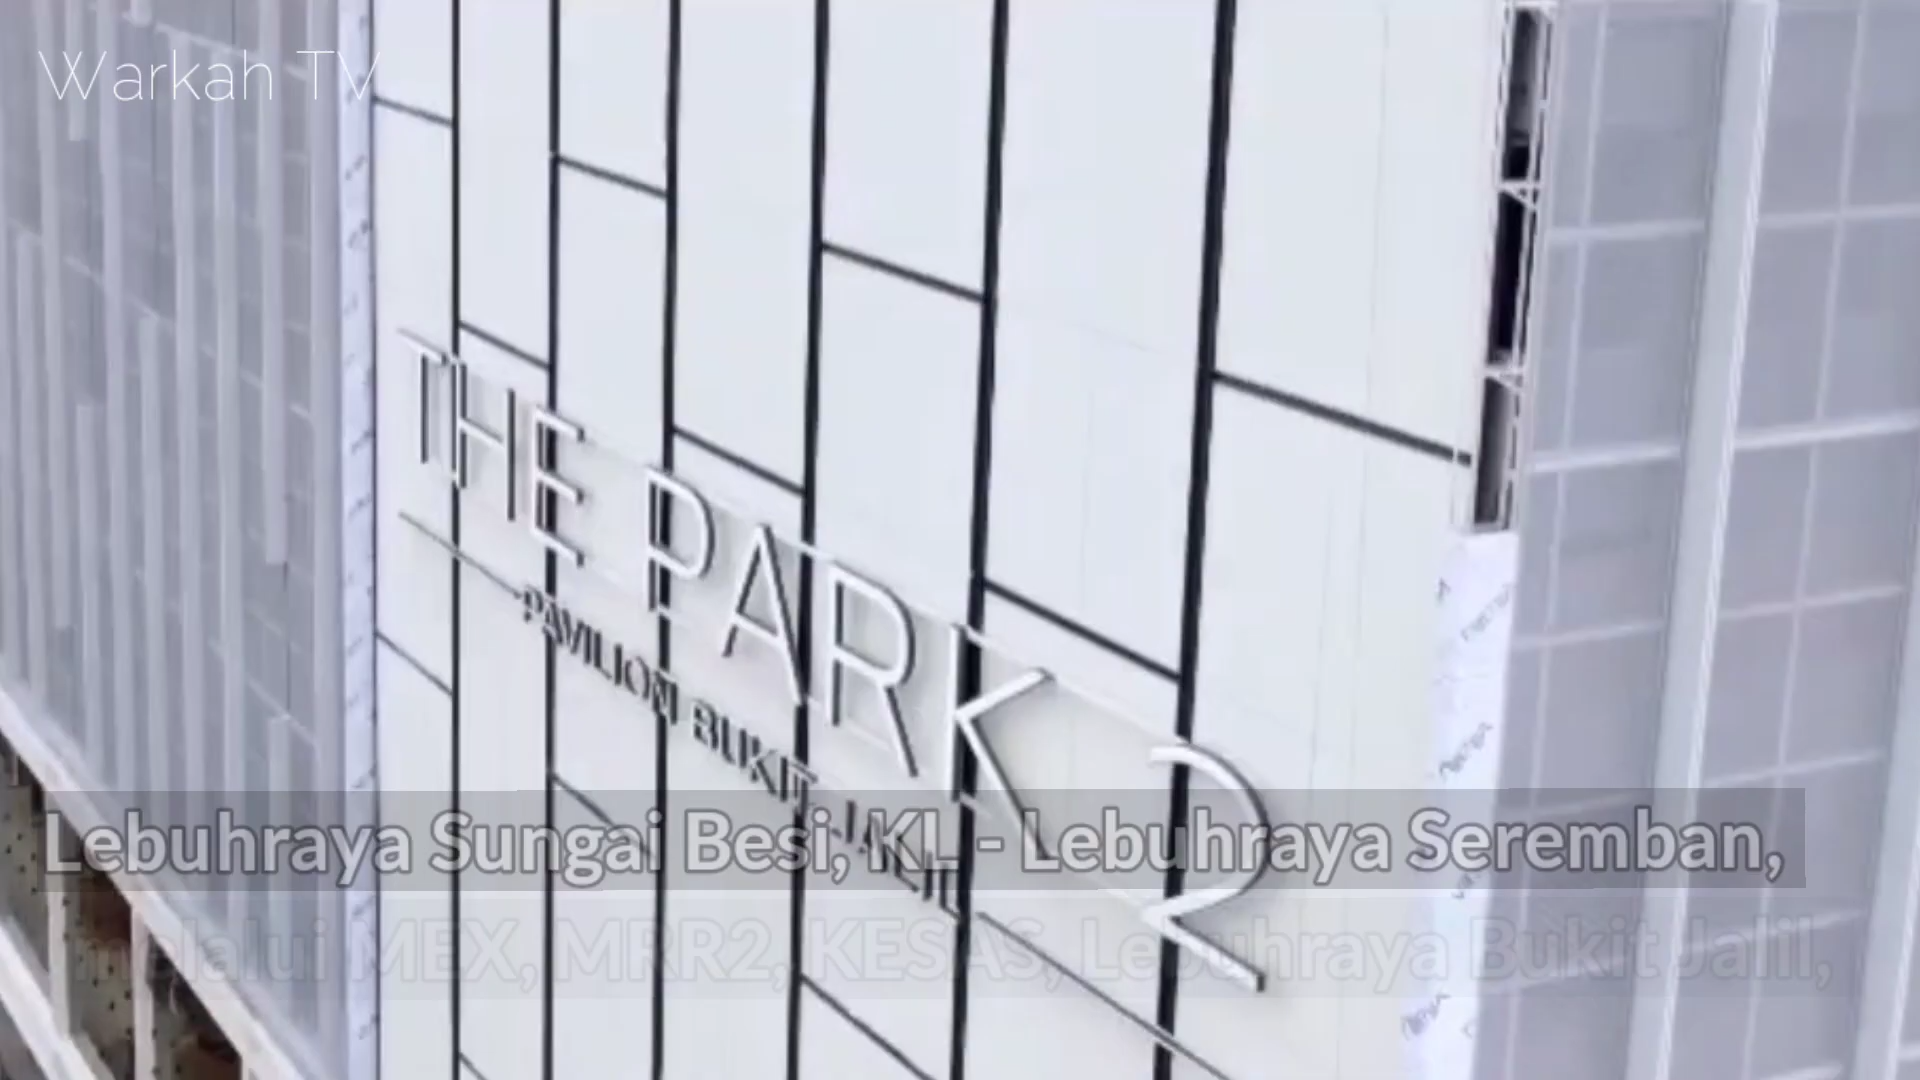 Warkah TV
THE PARK 2
PAVILION BUKIT JALIL
Lebuhraya Sungai Besi, KL - Lebuhraya Seremban,
melalui MEX, MRR2, KESAS, Lebuhraya Bukit Jalil,